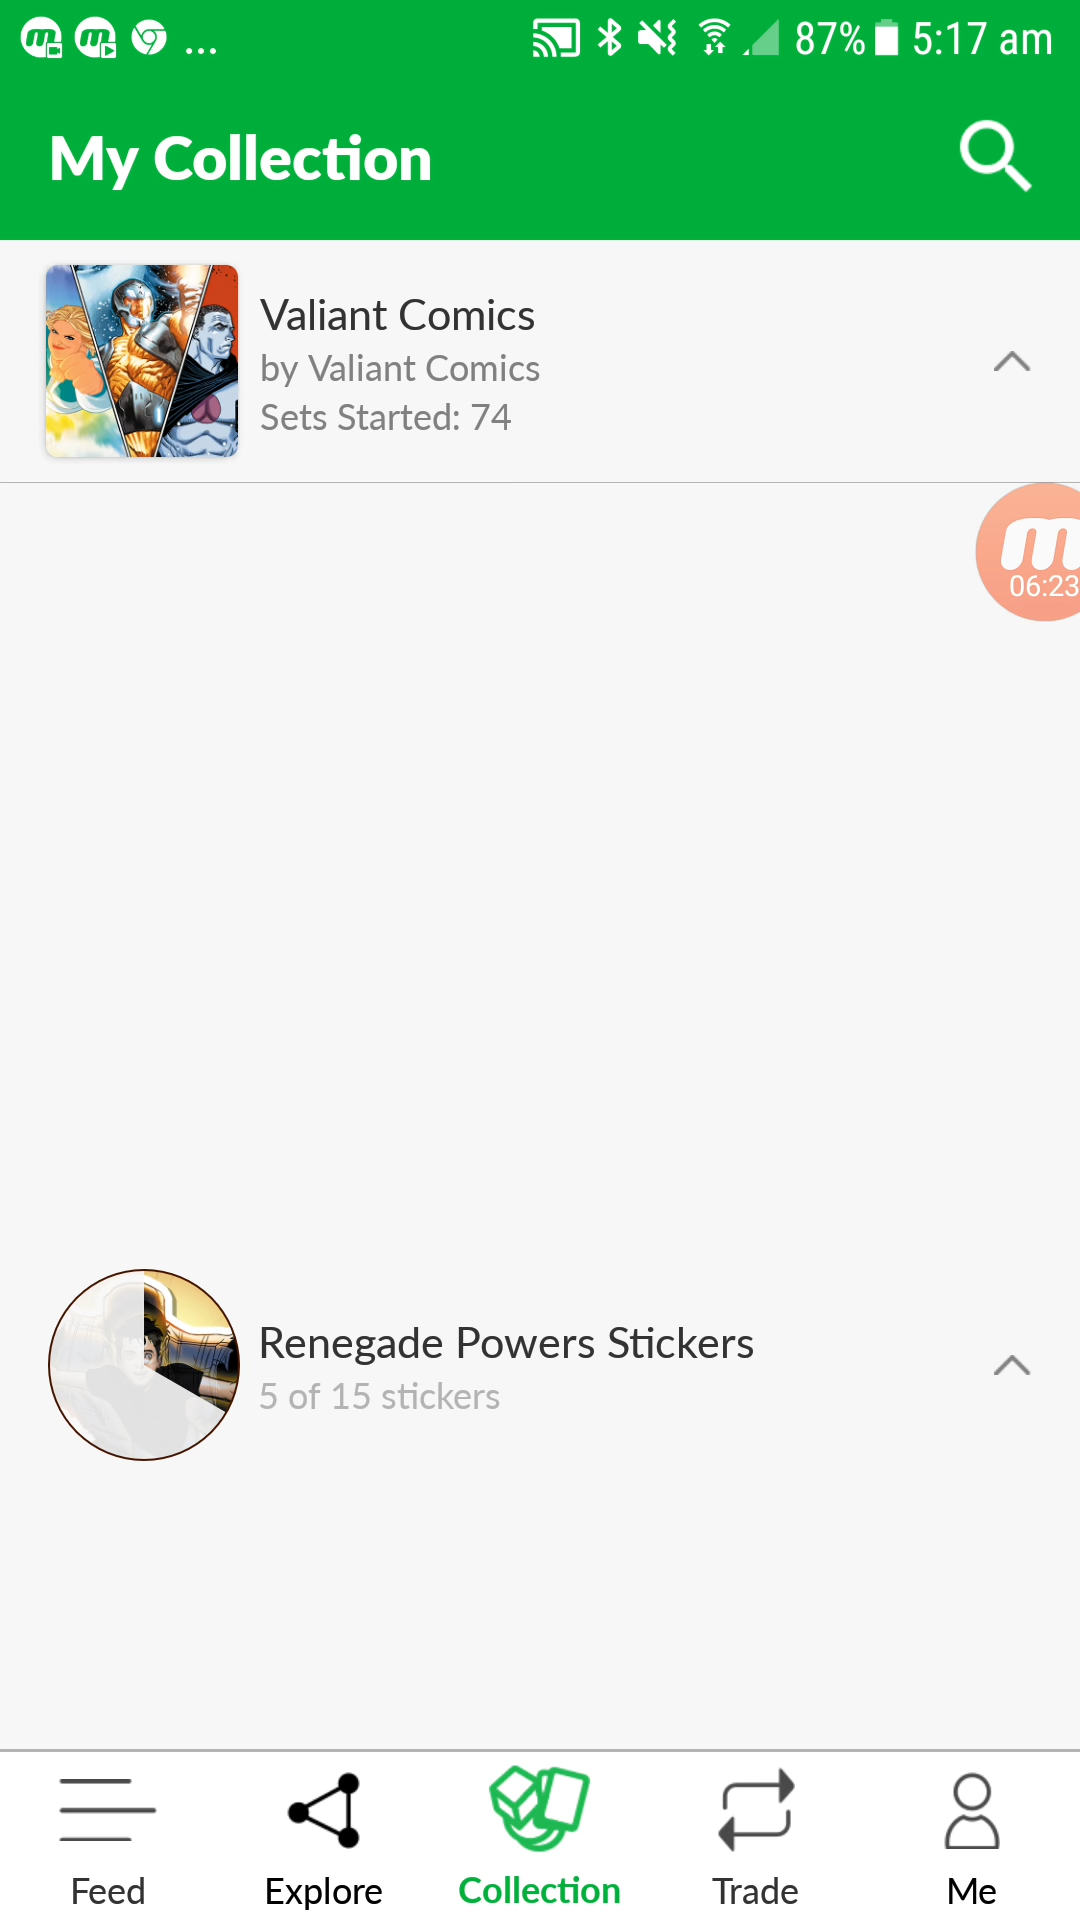 ... 87% 5:17 am
My Collection
Valiant Comics
by Valiant Comics
Sets Started: 74
06:23
Renegade Powers Stickers
5 of 15 stickers
Feed Explore Collection Trade Me